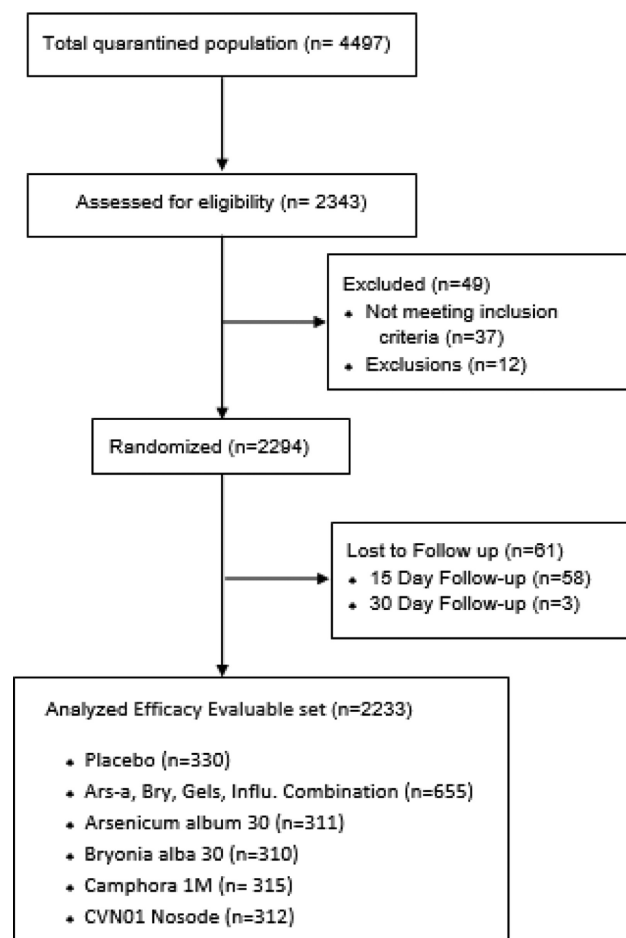 Total quarantined population (n= 4497)
Assessed for eligibility (n= 2343)
Excluded (n=49)
♦ Not meeting inclusion
criteria (n=37)
♦ Exclusions (n=12)
Randomized (n=2294)
Lost to Follow up (n=61)
♦ 15 Day Follow-up (n=58)
♦ 30 Day Follow-up (n=3)
Analyzed Efficacy Evaluable set (n=2233)
♦ Placebo (n=330)
♦ Ars-a, Bry, Gels, Influ. Combination (n=655)
♦ Arsenicum album 30 (n=311)
♦ Bryonia alba 30 (n=310)
♦ Camphora 1M (n= 315)
♦ CVN01 Nosode (n=312)